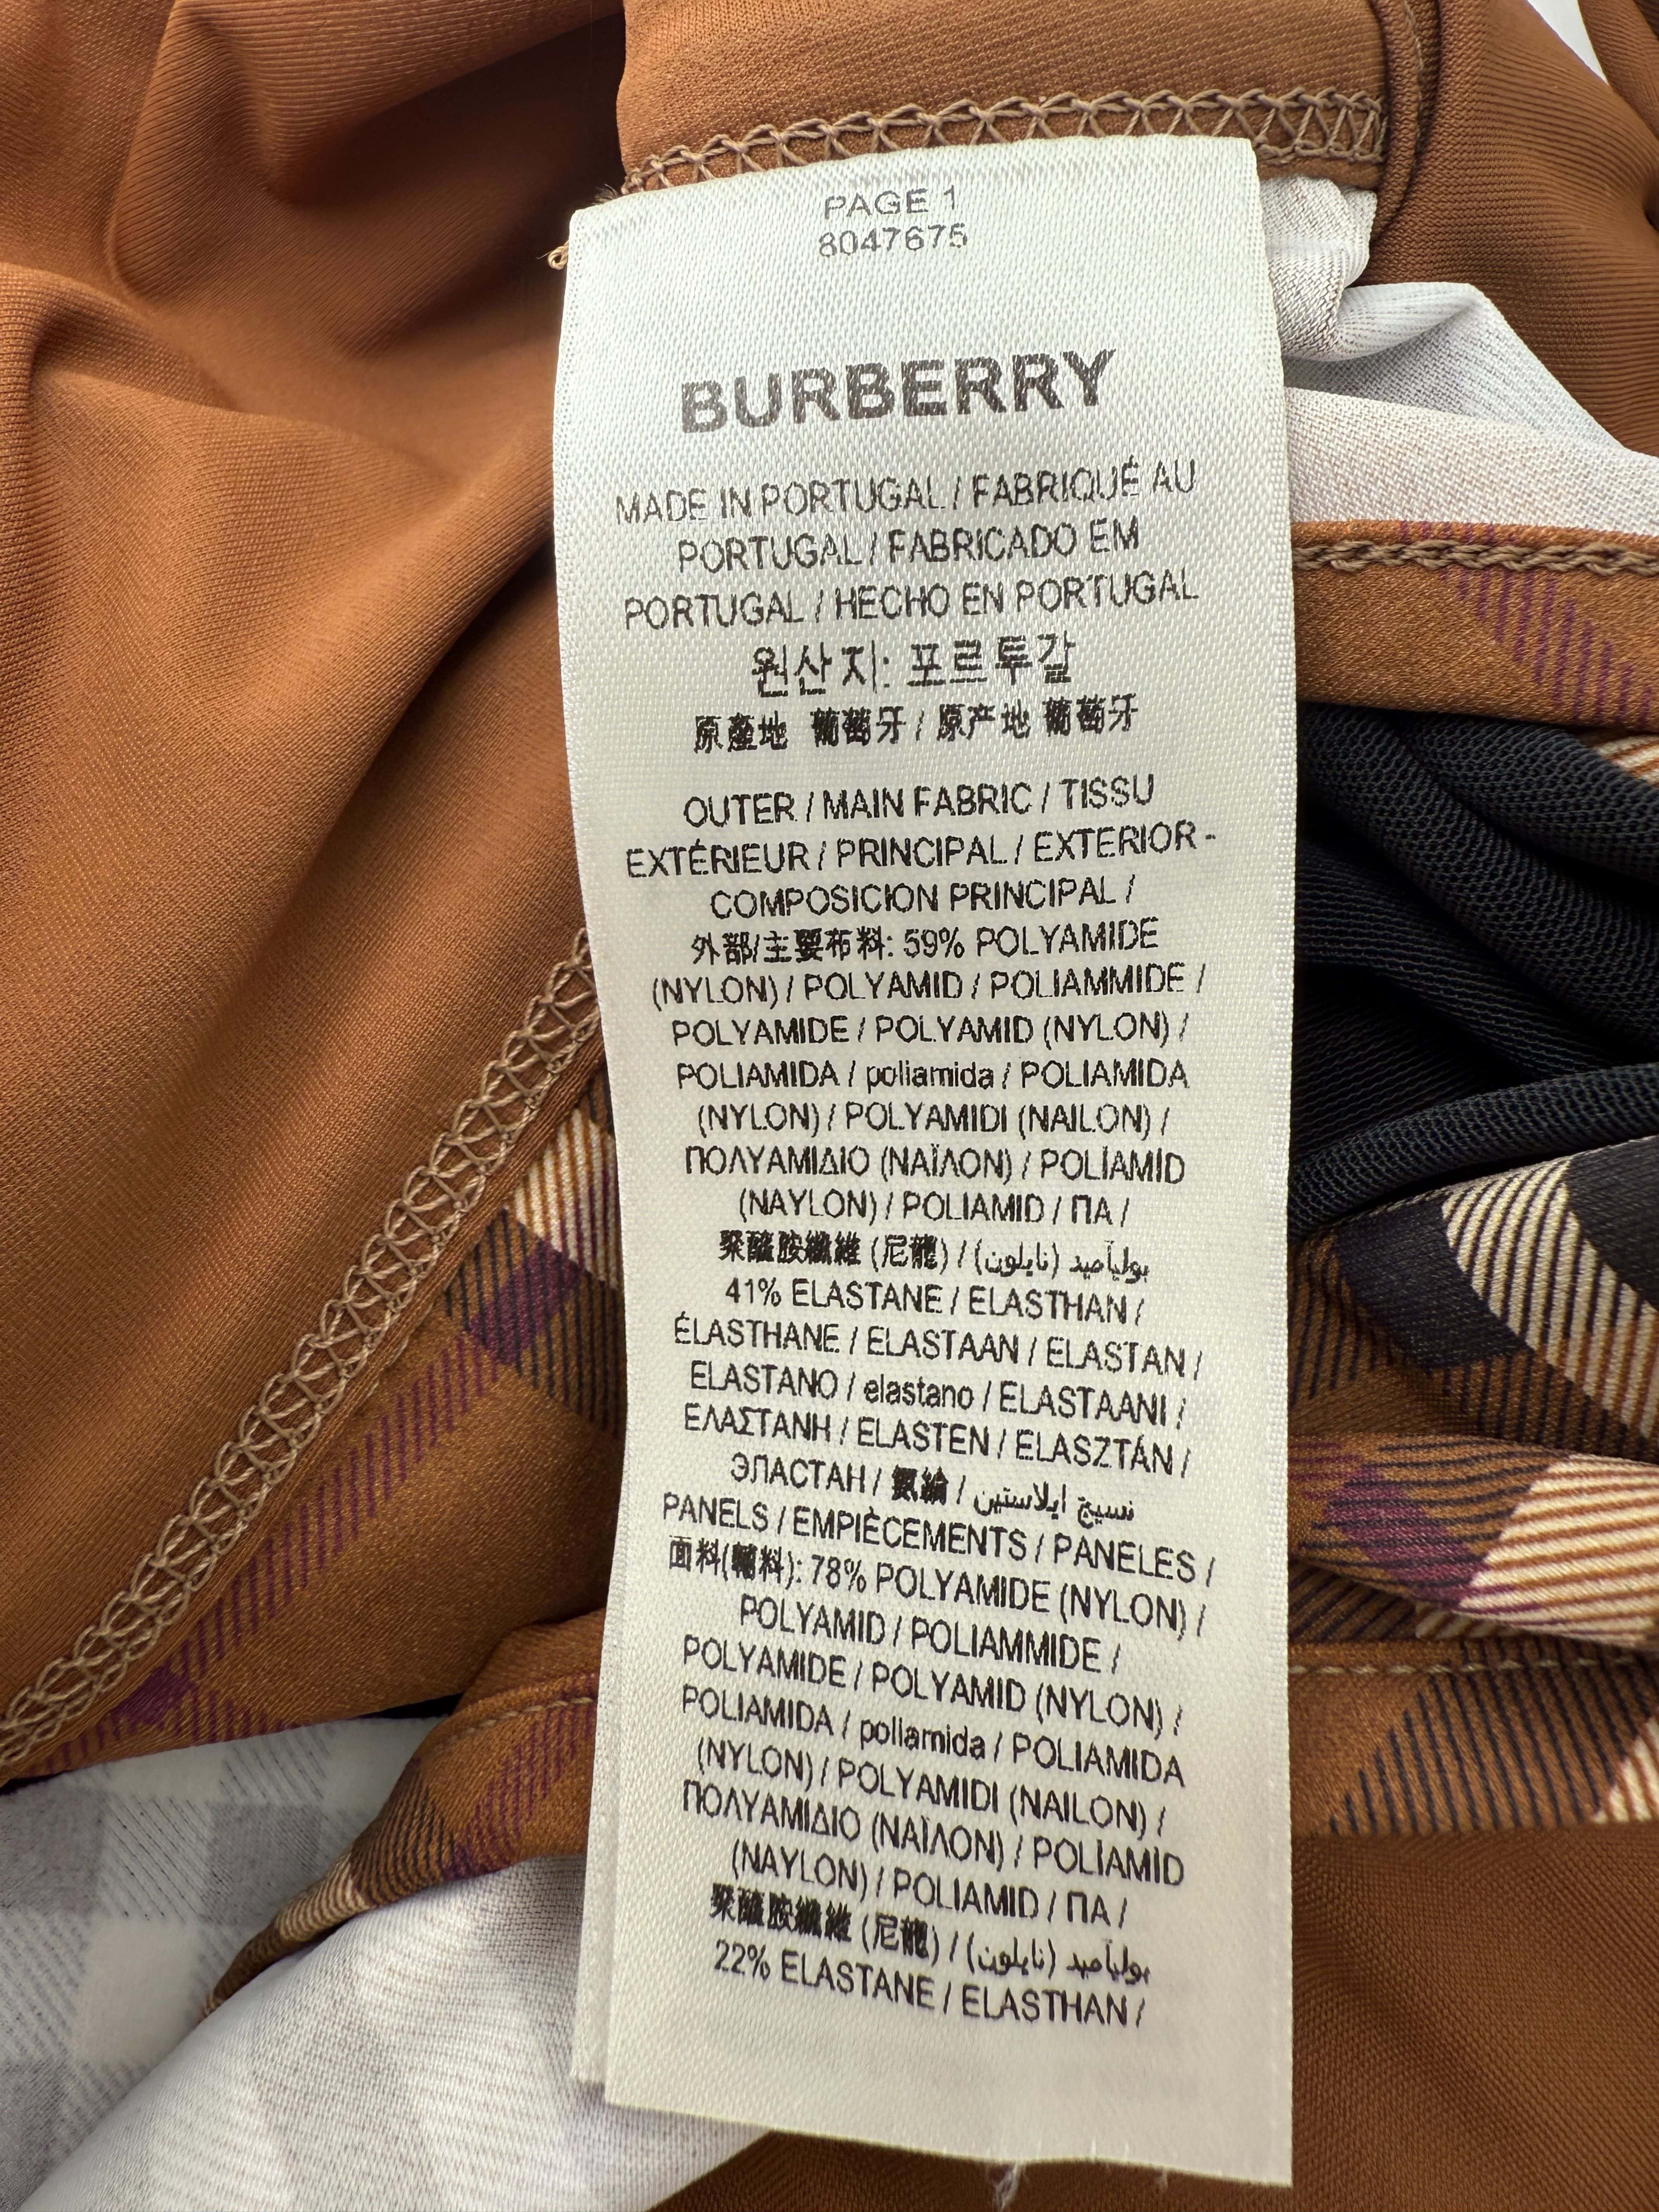 PAGE 1
8047675
BURBERRY
MADE IN PORTUGAL / FABRIQUÉ AU
PORTUGAL / FABRICADO EM
PORTUGAL / HECHO EN PORTUGAL
원산지: 포르투갈
原產地 葡萄牙 / 原产地 葡萄牙
OUTER / MAIN FABRIC / TISSU
EXTÉRIEUR / PRINCIPAL / EXTERIOR -
COMPOSICION PRINCIPAL /
外部/主要布料: 59% POLYAMIDE
(NYLON) / POLYAMID / POLIAMMIDE /
POLYAMIDE / POLYAMID (NYLON) /
POLIAMIDA / poliamida / POLIAMIDA
(NYLON) / POLYAMIDI (NAILON) /
ΠΟΛΥΑΜΙΔΙΟ (ΝΑΪΛΟΝ) / POLİAMİD
(NAYLON) / POLIAMID / ПА /
聚醯胺纖維 (尼龍) / بولياميد (نايلون)
41% ELASTANE / ELASTHAN /
ÉLASTHANE / ELASTAAN / ELASTAN /
ELASTANO / elastano / ELASTAANI /
ΕΛΑΣΤΑΝΗ / ELASTEN / ELASZTÁN /
ЭЛАСТАН / 氨綸 / نسيج ايلاستين
PANELS / EMPIÈCEMENTS / PANELES /
面料(輔料): 78% POLYAMIDE (NYLON) /
POLYAMID / POLIAMMIDE /
POLYAMIDE / POLYAMID (NYLON) /
POLIAMIDA / poliamida / POLIAMIDA
(NYLON) / POLYAMIDI (NAILON) /
ΠΟΛΥΑΜΙΔΙΟ (ΝΑΪΛΟΝ) / POLİAMİD
(NAYLON) / POLIAMID / ПА /
聚醯胺纖維 (尼龍) / بولياميد (نايلون)
22% ELASTANE / ELASTHAN /